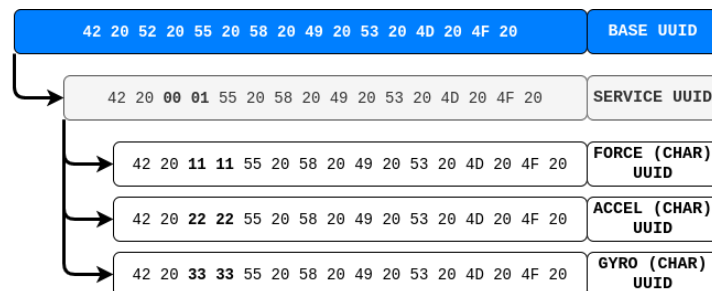 42 20 52 20 55 20 58 20 49 20 53 20 4D 20 4F 20 BASE UUID
42 20 00 01 55 20 58 20 49 20 53 20 4D 20 4F 20 SERVICE UUID
42 20 11 11 55 20 58 20 49 20 53 20 4D 20 4F 20 FORCE (CHAR)
UUID
42 20 22 22 55 20 58 20 49 20 53 20 4D 20 4F 20 ACCEL (CHAR)
UUID
42 20 33 33 55 20 58 20 49 20 53 20 4D 20 4F 20 GYRO (CHAR)
UUID